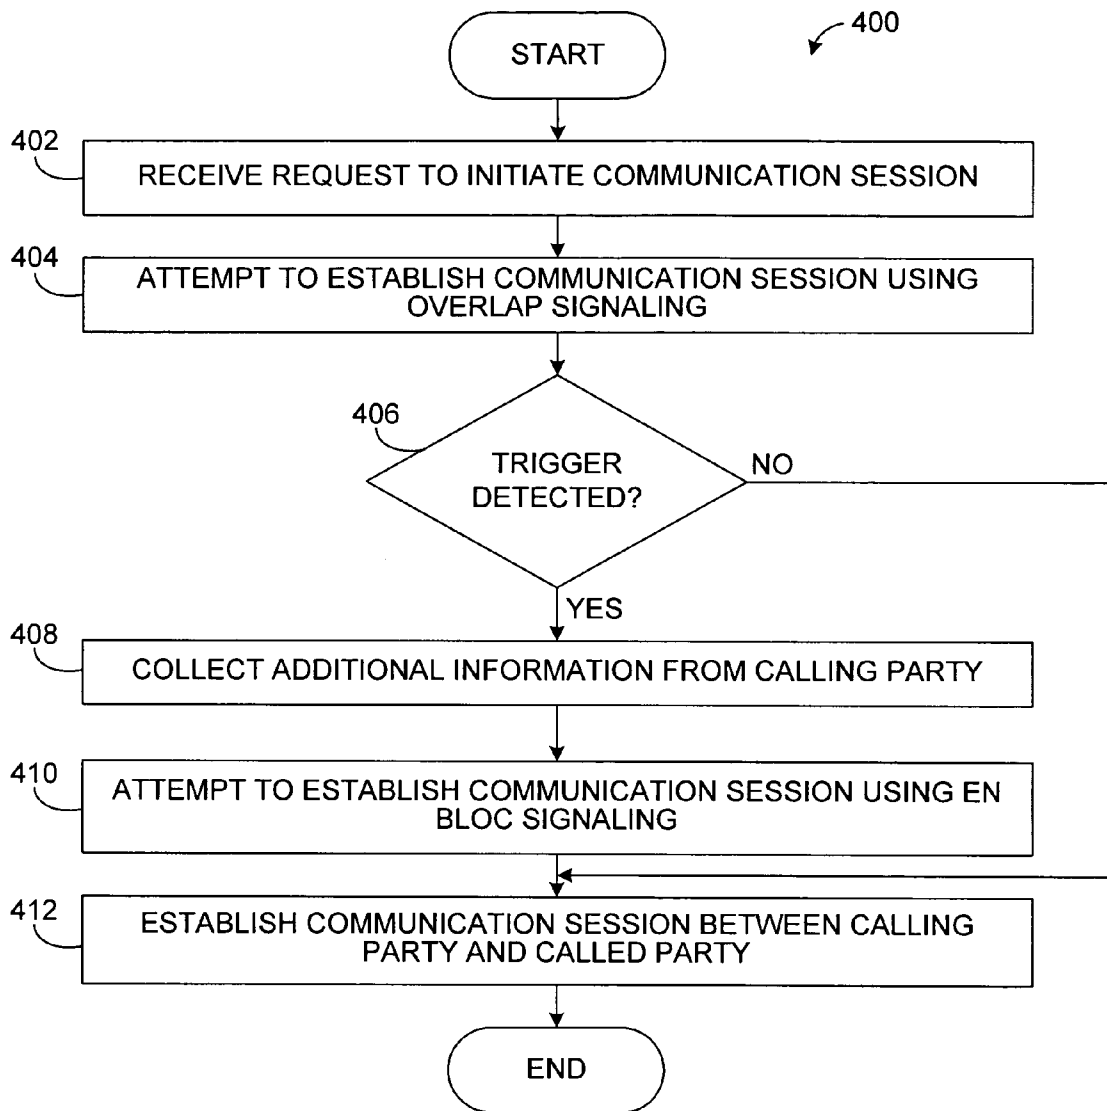 START
400
402
RECEIVE REQUEST TO INITIATE COMMUNICATION SESSION
404
ATTEMPT TO ESTABLISH COMMUNICATION SESSION USING
OVERLAP SIGNALING
406
TRIGGER
DETECTED?
NO
YES
408
COLLECT ADDITIONAL INFORMATION FROM CALLING PARTY
410
ATTEMPT TO ESTABLISH COMMUNICATION SESSION USING EN
BLOC SIGNALING
412
ESTABLISH COMMUNICATION SESSION BETWEEN CALLING
PARTY AND CALLED PARTY
END